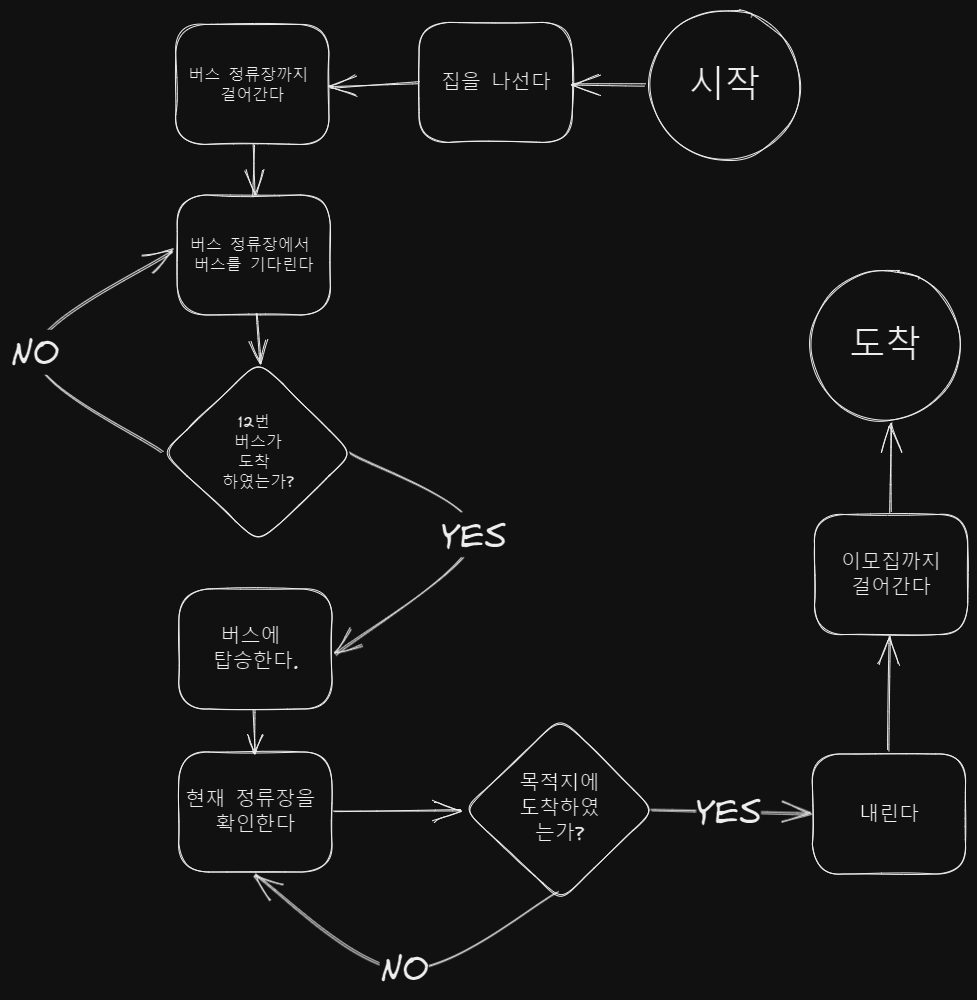 시작
집을 나선다
버스 정류장까지
걸어간다
버스 정류장에서
버스를 기다린다
12번
버스가
도착
하였는가?
NO
YES
버스에
탑승한다.
현재 정류장을
확인한다
목적지에
도착하였
는가?
NO
YES
내린다
이모집까지
걸어간다
도착